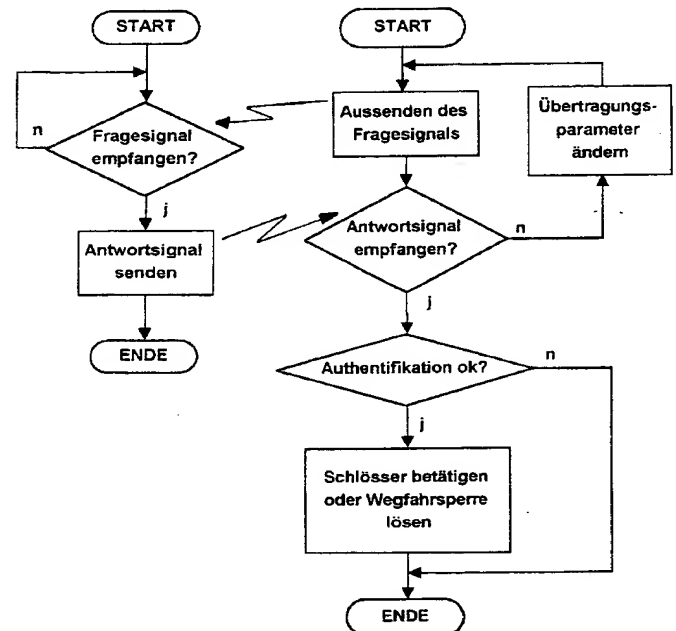 START
n
Fragesignal
empfangen?
j
Antwortsignal
senden
ENDE
START
Aussenden des
Fragesignals
Übertragungs-
parameter
ändern
Antwortsignal
empfangen?
n
j
Authentifikation ok?
n
j
Schlösser betätigen
oder Wegfahrsperre
lösen
ENDE